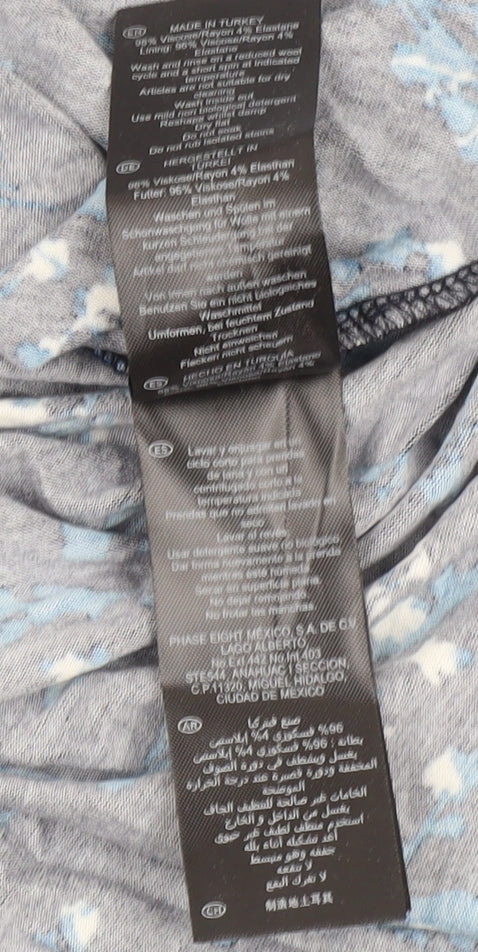 EN MADE IN TURKEY
96% Viscose/Rayon 4% Elastane
Lining: 96% Viscose/Rayon 4%
Elastane
Wash and rinse on a reduced wool
cycle and a short spin at indicated
temperature
Articles are not suitable for dry
cleaning
Wash inside out
Use mild non biological detergent
Reshape whilst damp
Dry flat
Do not soak
Do not rub isolated stains
DE HERGESTELLT IN
TURKEI
96% Viskose/Rayon 4% Elasthan
Futter: 96% Viskose/Rayon 4%
Elasthan
Waschen und Spülen im
Schonwaschgang für Wolle mit einem
kurzen Schleudergang bei der
angegebenen Temperatur
Artikel darf nicht chemisch gereinigt
werden
Von innen nach außen waschen
Benutzen Sie ein nicht biologisches
Waschmittel
Umformen, bei feuchtem Zustand
Trocknen
Nicht einweichen
Flecken nicht scheuen
ES HECHO EN TURQUÍA
96% Viscosa/Rayón 4% Elastane
ES Lavar y enjuagar en un
ciclo corto para prendas
de lana y con un
centrifugado corto a la
temperatura indicada
Prendas que no admiten lavarles en
seco
Lavar al revés
Usar detergente suave no biológico
Dar forma nuevamente a la prenda
mientras esté húmeda
Secar en superficie plana.
No dejar remojando.
No frotar las manchas.
PHASE EIGHT MÉXICO, S.A. DE C.V
LAGO ALBERTO
No Ext 442 No Int 403
STE544, ANAHUAC I SECCION,
C.P.11320, MIGUEL HIDALGO,
CIUDAD DE MEXICO
AR صنع في تركيا
96% فسكوزي 4% إيلاستين
بطانة : 96% فسكوزي 4% إيلاستين
يغسل ويشطف في دورة الصوف
المخففة ودورة قصيرة عند درجة الحرارة
الموضحة
الخامات غير صالحة للتنظيف الجاف
يغسل من الداخل و الخارج
استخدم منظف لطيف غير حيوي
أعد تشكيله أثناء بلله
جففه وهو منبسط
لا تنقعه
لا تفرك البقع
CH 制造地土耳其